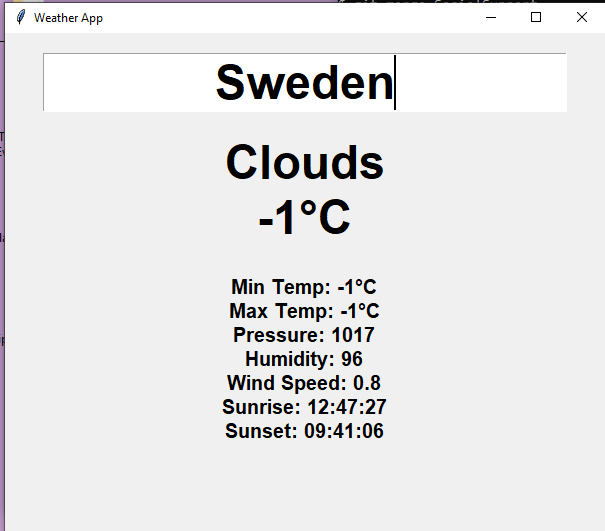 Weather App
Sweden
Clouds
-1°C
Min Temp: -1°C
Max Temp: -1°C
Pressure: 1017
Humidity: 96
Wind Speed: 0.8
Sunrise: 12:47:27
Sunset: 09:41:06